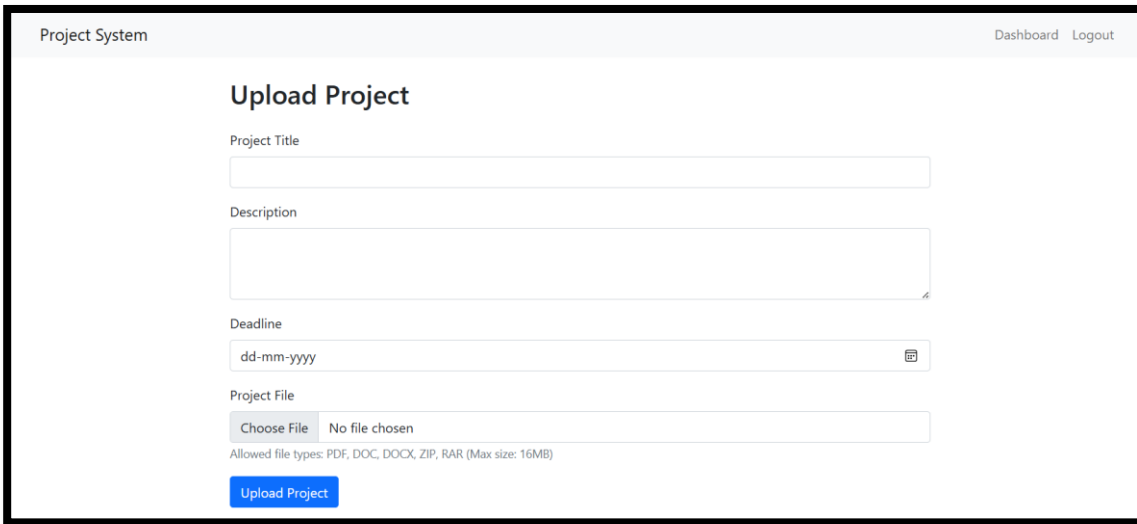 Project System Dashboard Logout
Upload Project
Project Title
Description
Deadline
dd-mm-yyyy
Project File
Choose File No file chosen
Allowed file types: PDF, DOC, DOCX, ZIP, RAR (Max size: 16MB)
Upload Project